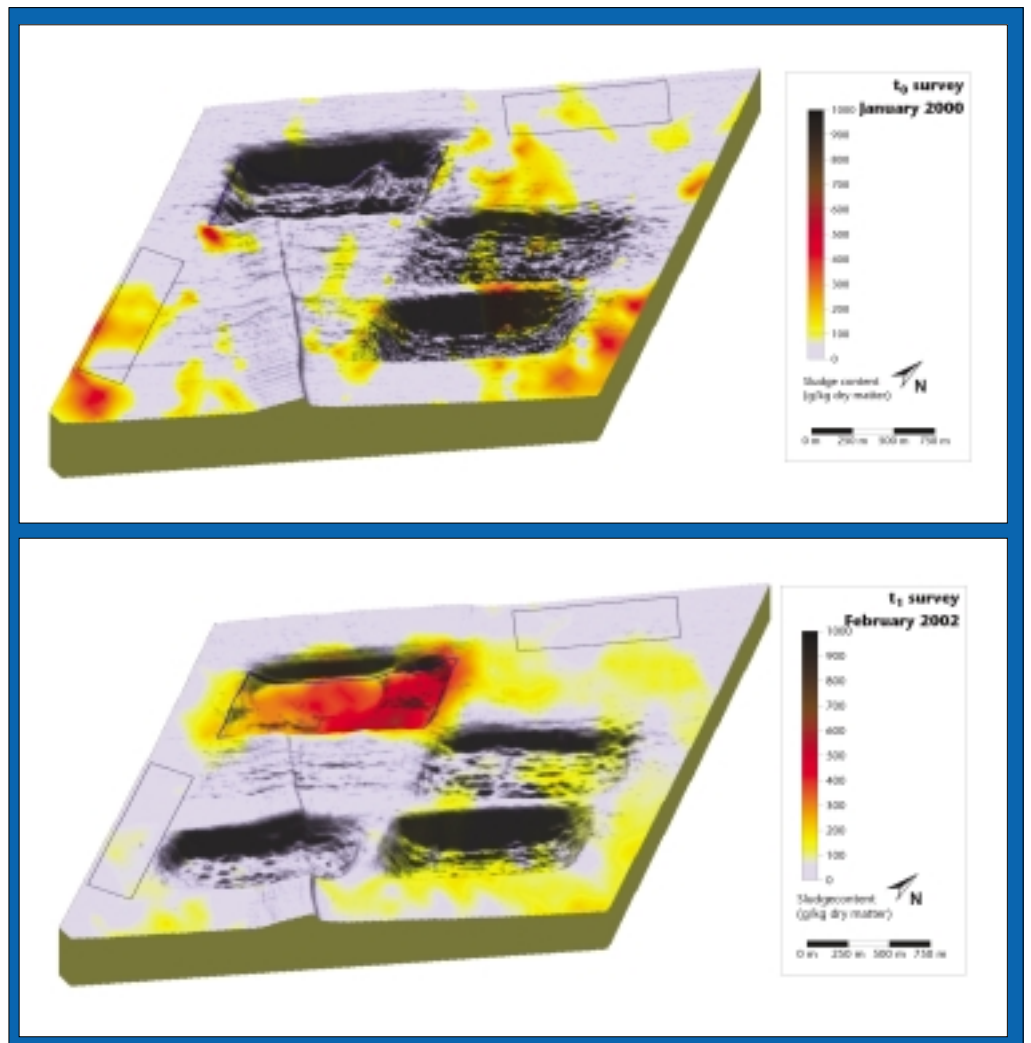 t0 survey
January 2000
1000
900
800
700
600
500
400
300
200
100
0
Sludge content
(g/kg dry matter)
N
0 m 250 m 500 m 750 m
t1 survey
February 2002
1000
900
800
700
600
500
400
300
200
100
0
Sludgecontent
(g/kg dry matter)
N
0 m 250 m 500 m 750 m